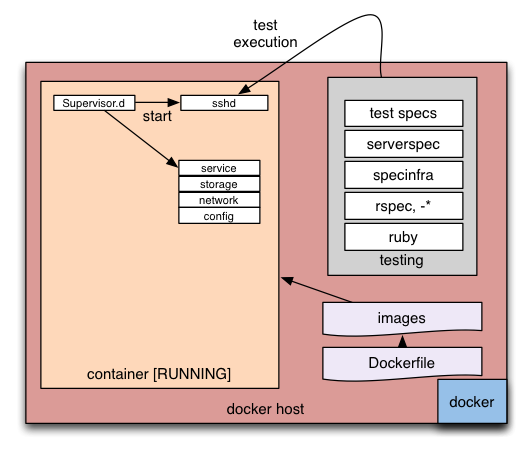 test
execution
Supervisor.d
sshd
start
service
storage
network
config
container [RUNNING]
test specs
serverspec
specinfra
rspec, -*
ruby
testing
images
Dockerfile
docker
docker host